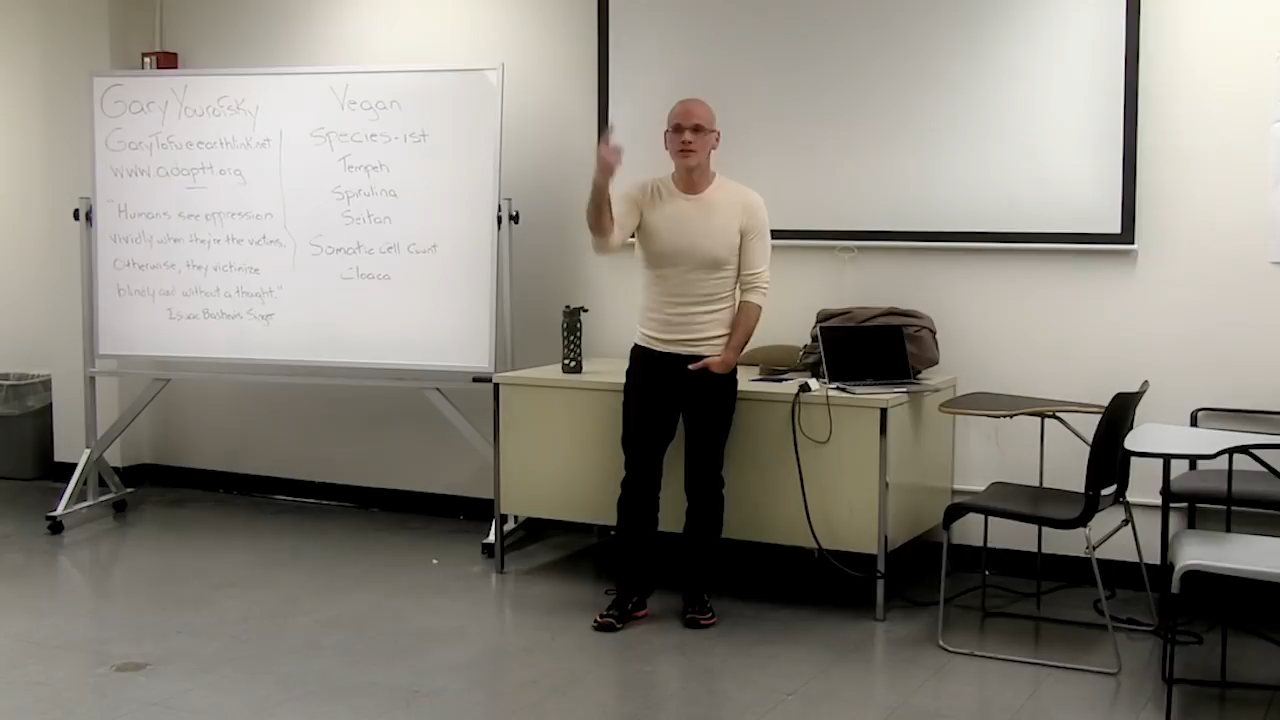 Gary Yourofsky
GaryTofu@earthlink.net
www.adaptt.org
"Humans see oppression
vividly when they're the victims.
Otherwise, they victimize
blindly and without a thought."
Isaac Bashevis Singer
Vegan
Species-ist
Tempeh
Spirulina
Seitan
Somatic Cell Count
Cloaca